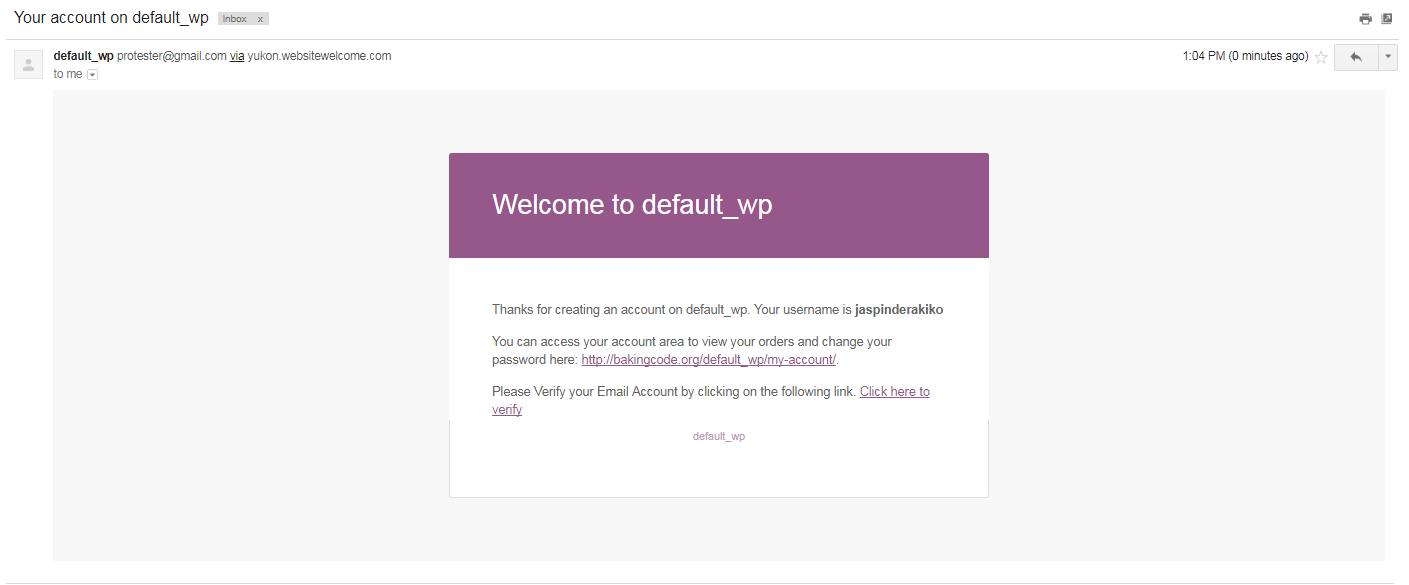 Your account on default_wp Inbox x
default_wp protester@gmail.com via yukon.websitewelcome.com 1:04 PM (0 minutes ago)
to me
Welcome to default_wp
Thanks for creating an account on default_wp. Your username is jaspinderakiko
You can access your account area to view your orders and change your
password here: http://bakingcode.org/default_wp/my-account/.
Please Verify your Email Account by clicking on the following link. Click here to
verify
default_wp